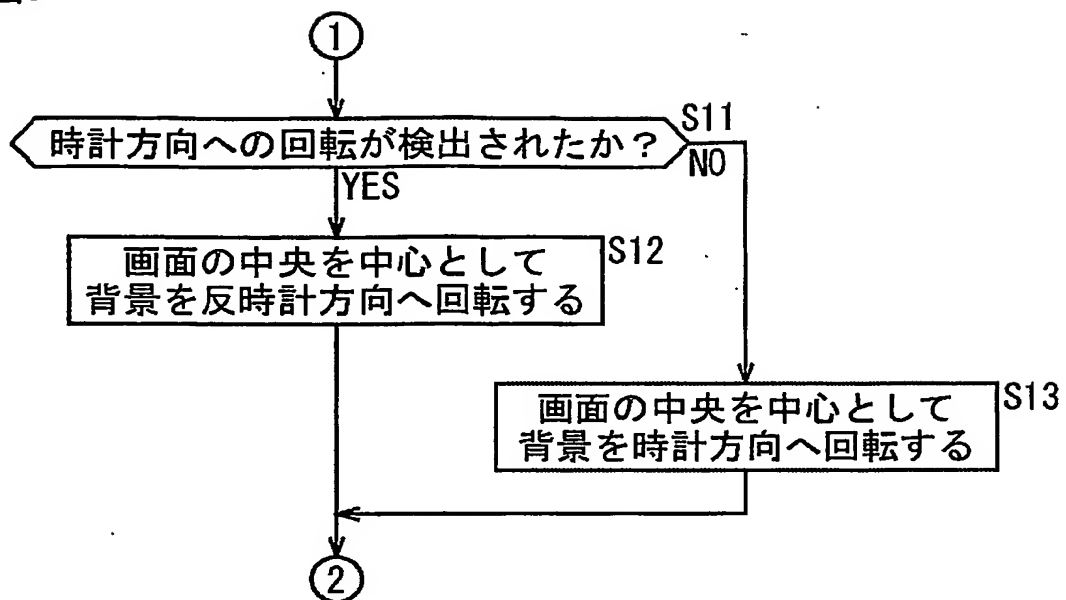 1
時計方向への回転が検出されたか？
S11
NO
YES
画面の中央を中心として
背景を反時計方向へ回転する
S12
画面の中央を中心として
背景を時計方向へ回転する
S13
2